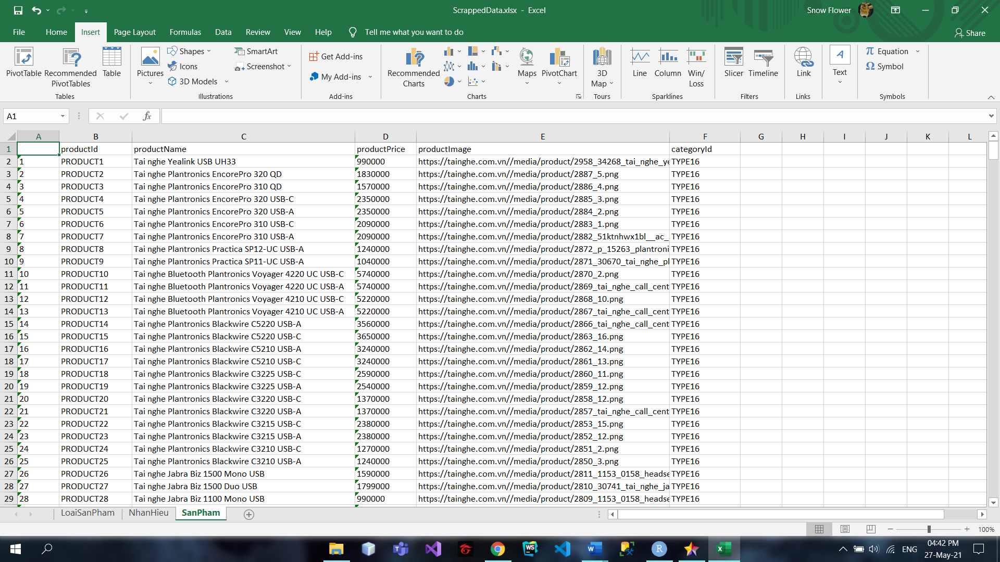 ScrappedData.xlsx - Excel
Snow Flower
File Home Insert Page Layout Formulas Data Review View Help Tell me what you want to do
Share
PivotTable Recommended PivotTables Table
Pictures Shapes Icons 3D Models SmartArt Screenshot
Get Add-ins My Add-ins
Recommended Charts Maps PivotChart
3D Map Line Column Win/Loss
Slicer Timeline Link Text Equation Symbol
Tables Illustrations Add-ins Charts Tours Sparklines Filters Links Symbols
A1 fx
A B C D E F G H I J K L
1 productId productName productPrice productImage categoryId
2 1 PRODUCT1 Tai nghe Yealink USB UH33 990000 https://tainghe.com.vn//media/product/2958_34268_tai_nghe_ye TYPE16
3 2 PRODUCT2 Tai nghe Plantronics EncorePro 320 QD 1830000 https://tainghe.com.vn//media/product/2887_5.png TYPE16
4 3 PRODUCT3 Tai nghe Plantronics EncorePro 310 QD 1570000 https://tainghe.com.vn//media/product/2886_4.png TYPE16
5 4 PRODUCT4 Tai nghe Plantronics EncorePro 320 USB-C 2350000 https://tainghe.com.vn//media/product/2885_3.png TYPE16
6 5 PRODUCT5 Tai nghe Plantronics EncorePro 320 USB-A 2350000 https://tainghe.com.vn//media/product/2884_2.png TYPE16
7 6 PRODUCT6 Tai nghe Plantronics EncorePro 310 USB-C 2090000 https://tainghe.com.vn//media/product/2883_1.png TYPE16
8 7 PRODUCT7 Tai nghe Plantronics EncorePro 310 USB-A 2090000 https://tainghe.com.vn//media/product/2882_51ktnhwx1bl__ac_ TYPE16
9 8 PRODUCT8 Tai nghe Plantronics Practica SP12-UC USB-A 1240000 https://tainghe.com.vn//media/product/2872_p_15263_plantroni TYPE16
10 9 PRODUCT9 Tai nghe Plantronics Practica SP11-UC USB-A 1040000 https://tainghe.com.vn//media/product/2871_30670_tai_nghe_pl TYPE16
11 10 PRODUCT10 Tai nghe Bluetooth Plantronics Voyager 4220 UC USB-C 5740000 https://tainghe.com.vn//media/product/2870_2.png TYPE16
12 11 PRODUCT11 Tai nghe Bluetooth Plantronics Voyager 4220 UC USB-A 5740000 https://tainghe.com.vn//media/product/2869_tai_nghe_call_cent TYPE16
13 12 PRODUCT12 Tai nghe Bluetooth Plantronics Voyager 4210 UC USB-C 5220000 https://tainghe.com.vn//media/product/2868_10.png TYPE16
14 13 PRODUCT13 Tai nghe Bluetooth Plantronics Voyager 4210 UC USB-A 5220000 https://tainghe.com.vn//media/product/2867_tai_nghe_call_cent TYPE16
15 14 PRODUCT14 Tai nghe Plantronics Blackwire C5220 USB-A 3560000 https://tainghe.com.vn//media/product/2866_tai_nghe_call_cent TYPE16
16 15 PRODUCT15 Tai nghe Plantronics Blackwire C5220 USB-C 3650000 https://tainghe.com.vn//media/product/2863_16.png TYPE16
17 16 PRODUCT16 Tai nghe Plantronics Blackwire C5210 USB-A 3240000 https://tainghe.com.vn//media/product/2862_14.png TYPE16
18 17 PRODUCT17 Tai nghe Plantronics Blackwire C5210 USB-C 3240000 https://tainghe.com.vn//media/product/2861_13.png TYPE16
19 18 PRODUCT18 Tai nghe Plantronics Blackwire C3225 USB-C 2590000 https://tainghe.com.vn//media/product/2860_11.png TYPE16
20 19 PRODUCT19 Tai nghe Plantronics Blackwire C3225 USB-A 2540000 https://tainghe.com.vn//media/product/2859_12.png TYPE16
21 20 PRODUCT20 Tai nghe Plantronics Blackwire C3220 USB-C 1370000 https://tainghe.com.vn//media/product/2858_12.png TYPE16
22 21 PRODUCT21 Tai nghe Plantronics Blackwire C3220 USB-A 1370000 https://tainghe.com.vn//media/product/2857_tai_nghe_call_cent TYPE16
23 22 PRODUCT22 Tai nghe Plantronics Blackwire C3215 USB-C 2380000 https://tainghe.com.vn//media/product/2853_15.png TYPE16
24 23 PRODUCT23 Tai nghe Plantronics Blackwire C3215 USB-A 2380000 https://tainghe.com.vn//media/product/2852_12.png TYPE16
25 24 PRODUCT24 Tai nghe Plantronics Blackwire C3210 USB-C 1270000 https://tainghe.com.vn//media/product/2851_2.png TYPE16
26 25 PRODUCT25 Tai nghe Plantronics Blackwire C3210 USB-A 1240000 https://tainghe.com.vn//media/product/2850_3.png TYPE16
27 26 PRODUCT26 Tai nghe Jabra Biz 1500 Mono USB 1590000 https://tainghe.com.vn//media/product/2811_1153_0158_headse TYPE16
28 27 PRODUCT27 Tai nghe Jabra Biz 1500 Duo USB 1799000 https://tainghe.com.vn//media/product/2810_30741_tai_nghe_ja TYPE16
29 28 PRODUCT28 Tai nghe Jabra Biz 1100 Mono USB 990000 https://tainghe.com.vn//media/product/2809_1153_0158_headse TYPE16
LoaiSanPham NhanHieu SanPham
100%
ENG 04:42 PM
27-May-21